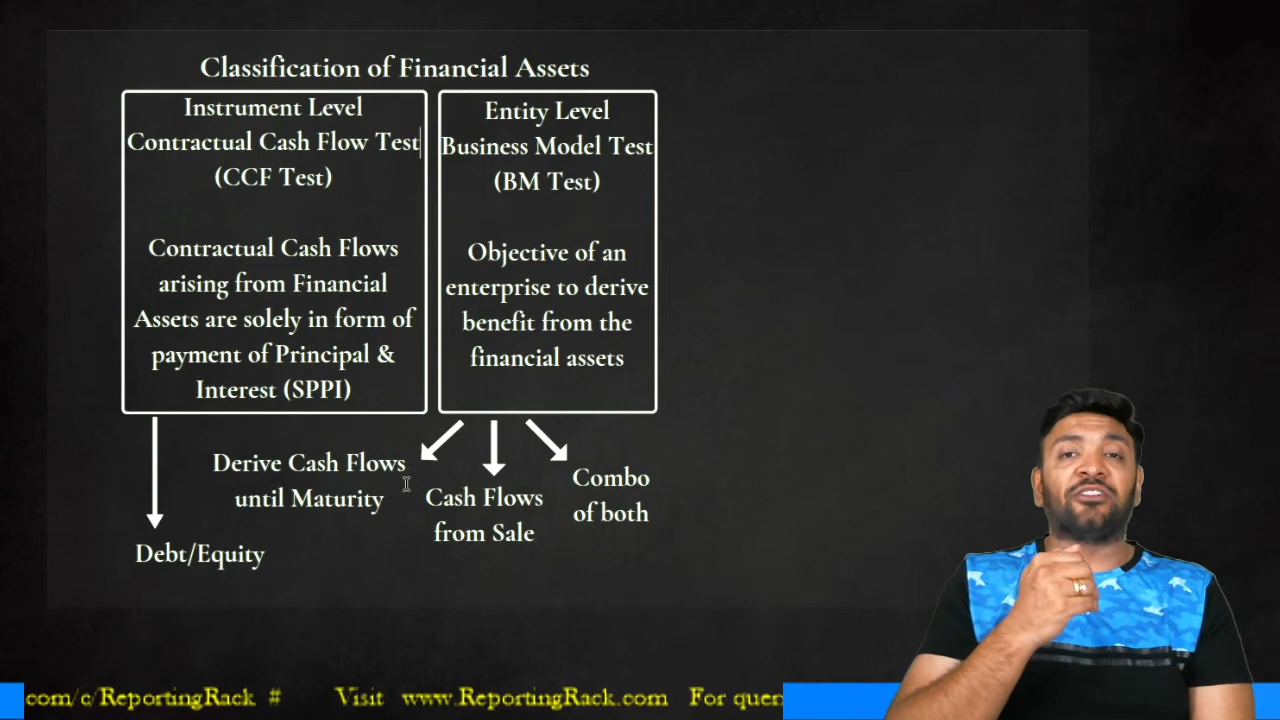 Classification of Financial Assets
Instrument Level
Contractual Cash Flow Test
(CCF Test)
Contractual Cash Flows
arising from Financial
Assets are solely in form of
payment of Principal &
Interest (SPPI)
Entity Level
Business Model Test
(BM Test)
Objective of an
enterprise to derive
benefit from the
financial assets
Derive Cash Flows
until Maturity
Cash Flows
from Sale
Combo
of both
Debt/Equity
com/c/ReportingRack # Visit www.ReportingRack.com For quer